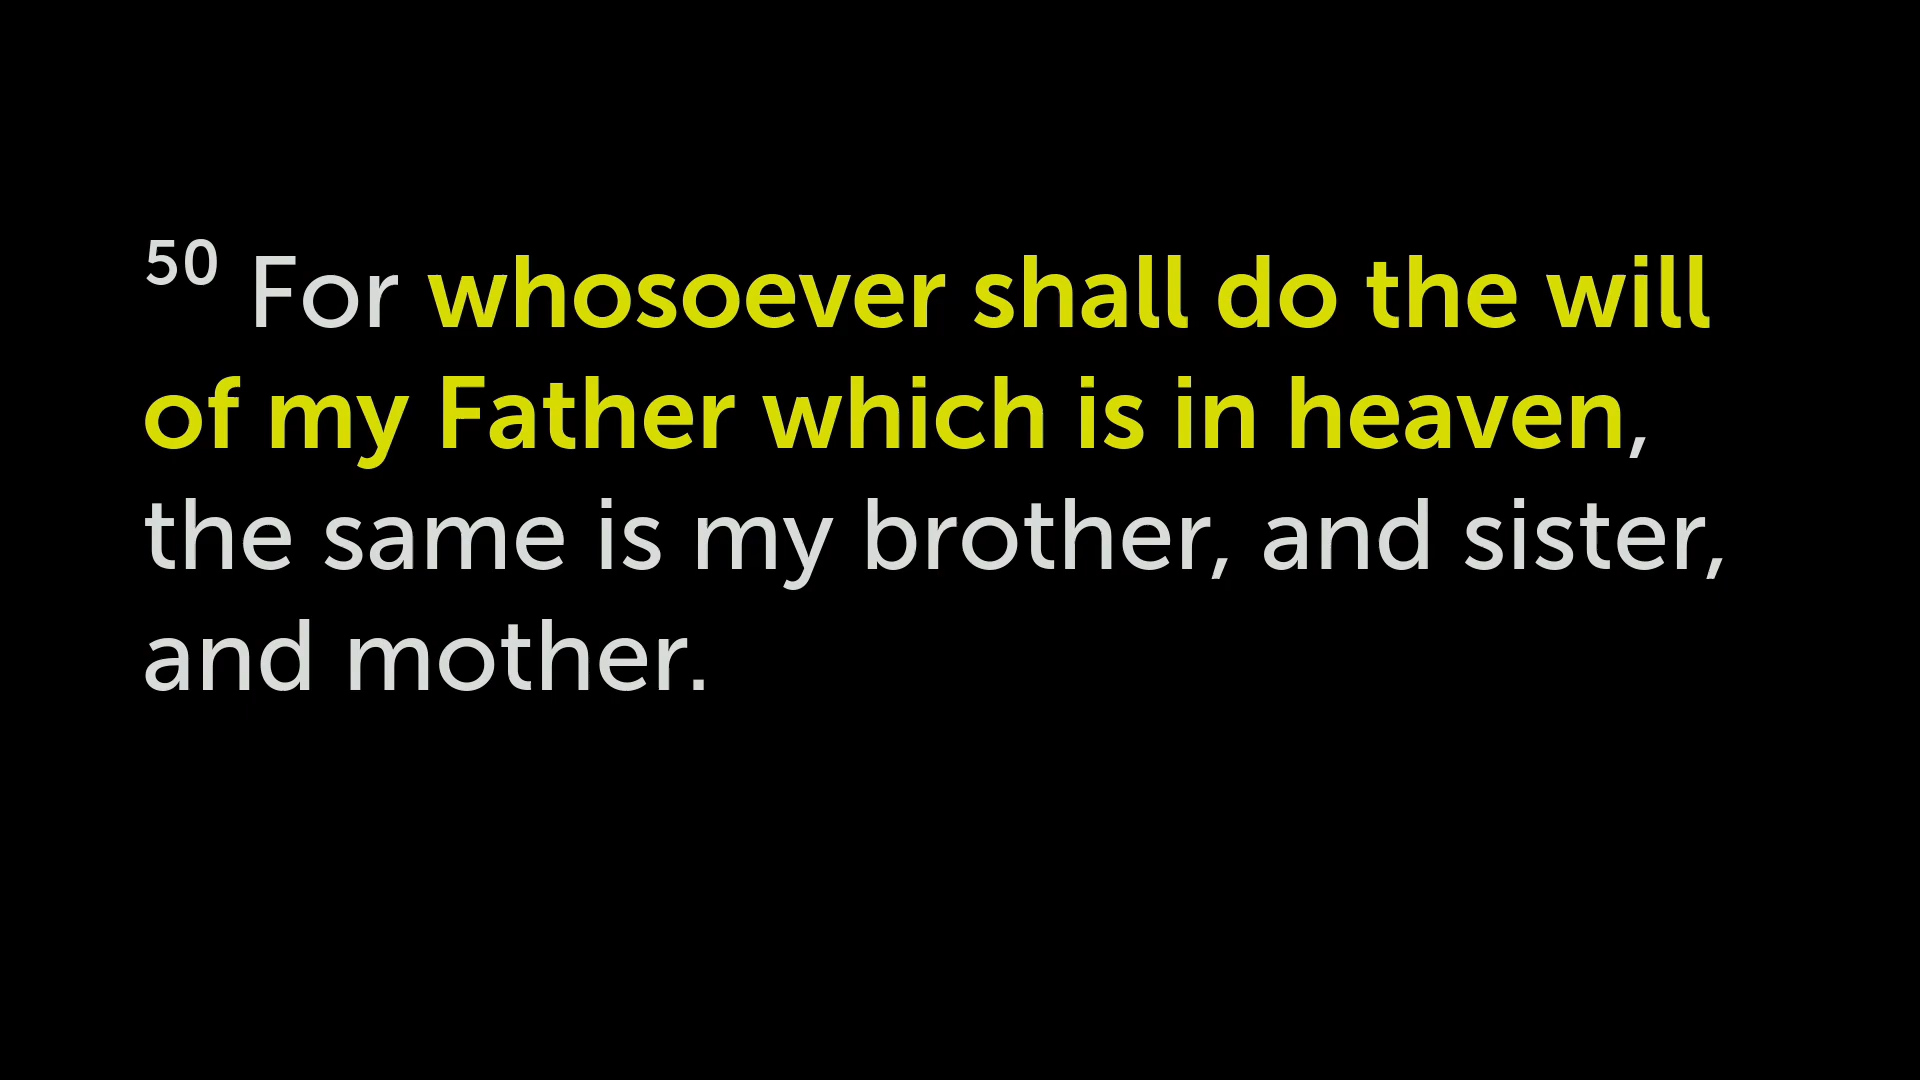 50 For whosoever shall do the will
of my Father which is in heaven,
the same is my brother, and sister,
and mother.